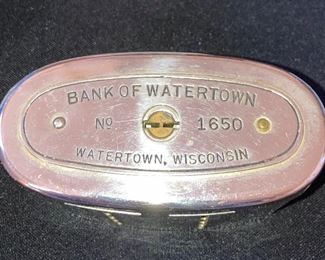 BANK OF WATERTOWN
No 1650
WATERTOWN, WISCONSIN